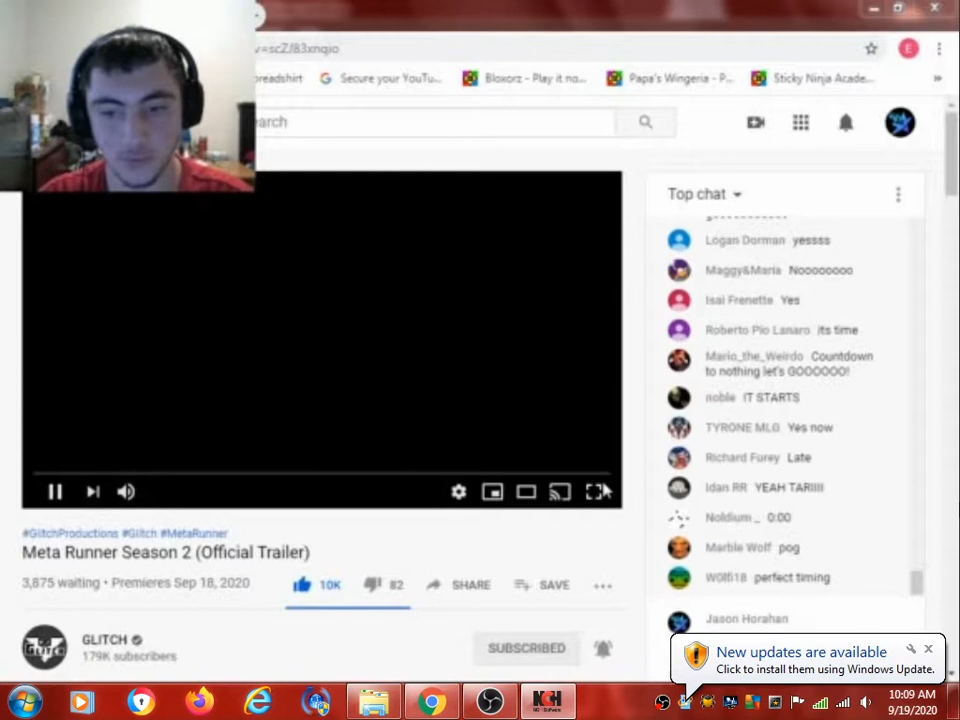 v=scZJ83xnqio
E
preadshirt
Secure your YouTu...
Bloxorz - Play it no...
Papa's Wingeria - P...
Sticky Ninja Acade...
»
earch
Top chat
Logan Dorman yessss
Maggy&Maria Nooooooo
Isai Frenette Yes
Roberto Pio Lanaro its time
Mario_the_Weirdo Countdown
to nothing let's GOOOOOO!
noble IT STARTS
TYRONE MLG Yes now
Richard Furey Late
Idan RR YEAH TARIIII
Noldium _ 0:00
Marble Wolf pog
W0lfi18 perfect timing
Jason Horahan
#GlitchProductions #Glitch #MetaRunner
Meta Runner Season 2 (Official Trailer)
3,875 waiting • Premieres Sep 18, 2020
10K
82
SHARE
SAVE
GLITCH
179K subscribers
SUBSCRIBED
New updates are available
Click to install them using Windows Update.
NCH
10:09 AM
9/19/2020